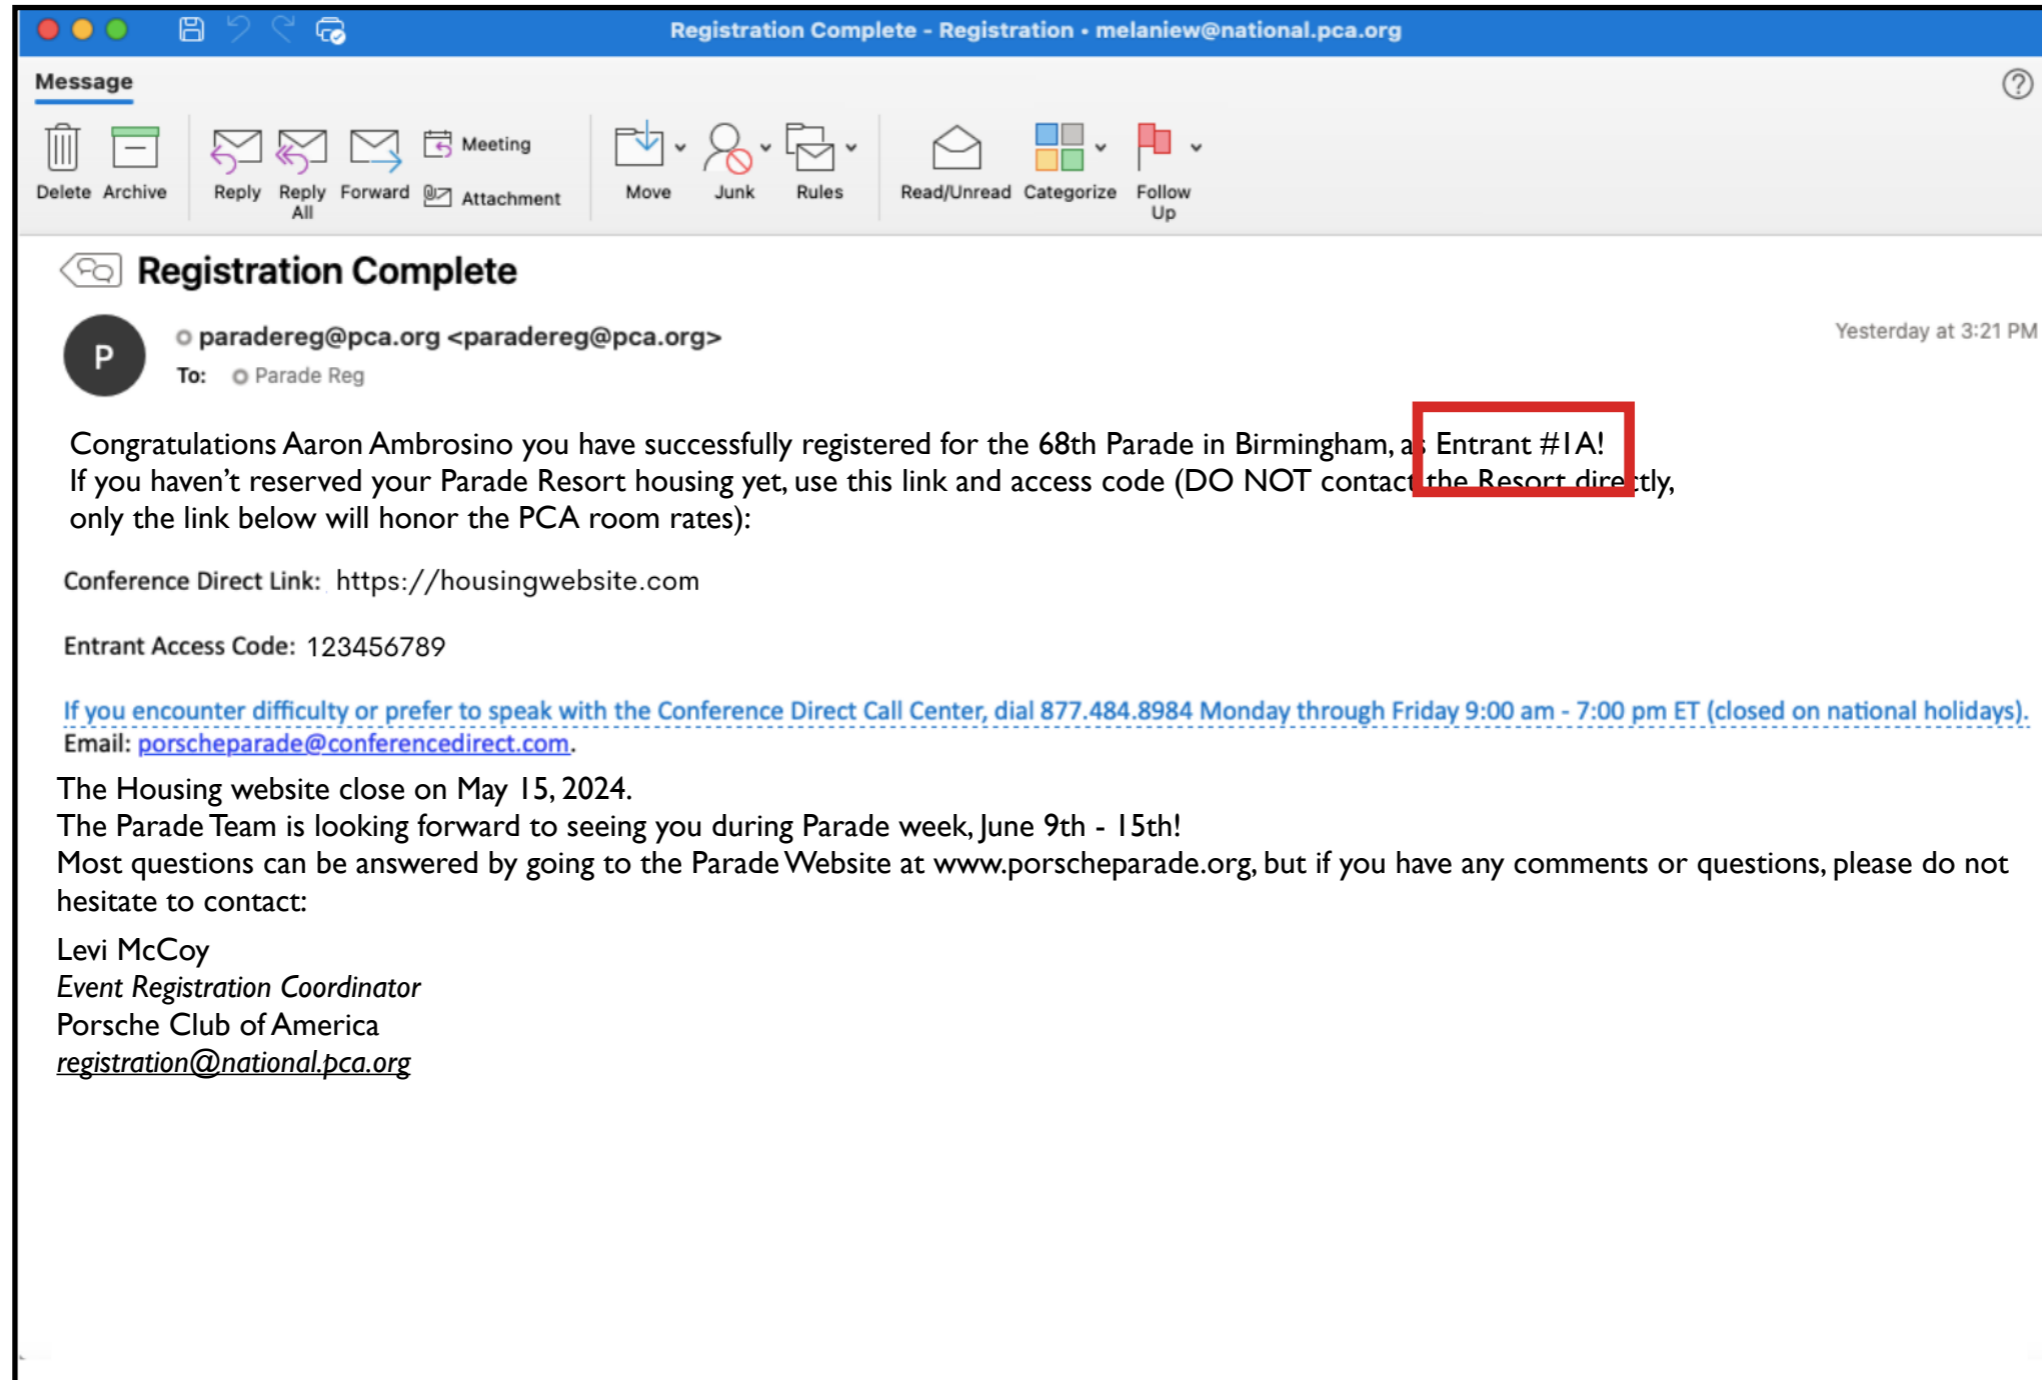 Registration Complete - Registration • melaniew@national.pca.org
Message
Delete Archive Reply Reply All Forward Meeting Attachment Move Junk Rules Read/Unread Categorize Follow Up
Registration Complete
P
paradereg@pca.org <paradereg@pca.org>
Yesterday at 3:21 PM
To: Parade Reg
Congratulations Aaron Ambrosino you have successfully registered for the 68th Parade in Birmingham, as Entrant #1A!
If you haven’t reserved your Parade Resort housing yet, use this link and access code (DO NOT contact the Resort directly,
only the link below will honor the PCA room rates):
Conference Direct Link: https://housingwebsite.com
Entrant Access Code: 123456789
If you encounter difficulty or prefer to speak with the Conference Direct Call Center, dial 877.484.8984 Monday through Friday 9:00 am - 7:00 pm ET (closed on national holidays).
Email: porscheparade@conferencedirect.com.
The Housing website close on May 15, 2024.
The Parade Team is looking forward to seeing you during Parade week, June 9th - 15th!
Most questions can be answered by going to the Parade Website at www.porscheparade.org, but if you have any comments or questions, please do not
hesitate to contact:
Levi McCoy
Event Registration Coordinator
Porsche Club of America
registration@national.pca.org